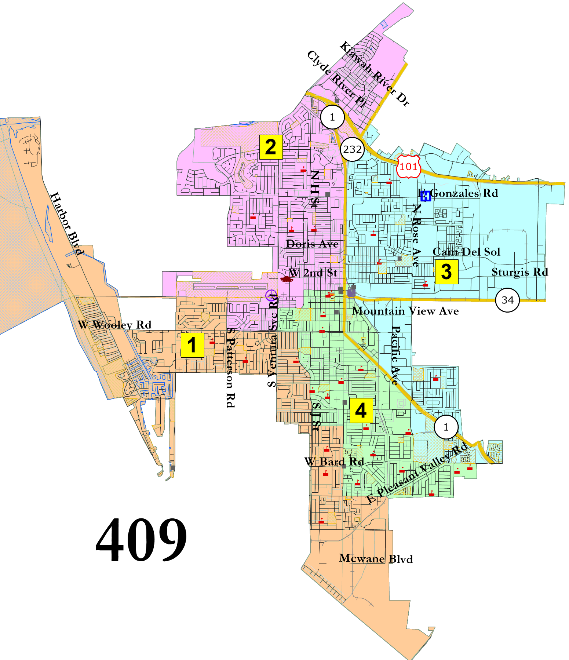 Kiawah River Dr
Clyde River Pl
1
232
2
101
E Gonzales Rd
N H St
N Rose Ave
Harbor Blvd
Doris Ave
Cam Del Sol
W 2nd St
3
Sturgis Rd
34
Mountain View Ave
W Wooley Rd
1
S Patterson Rd
S Ventura Rd
Pacific Ave
4
S J St
1
W Bard Rd
E Pleasant Valley Rd
409
Mcwane Blvd